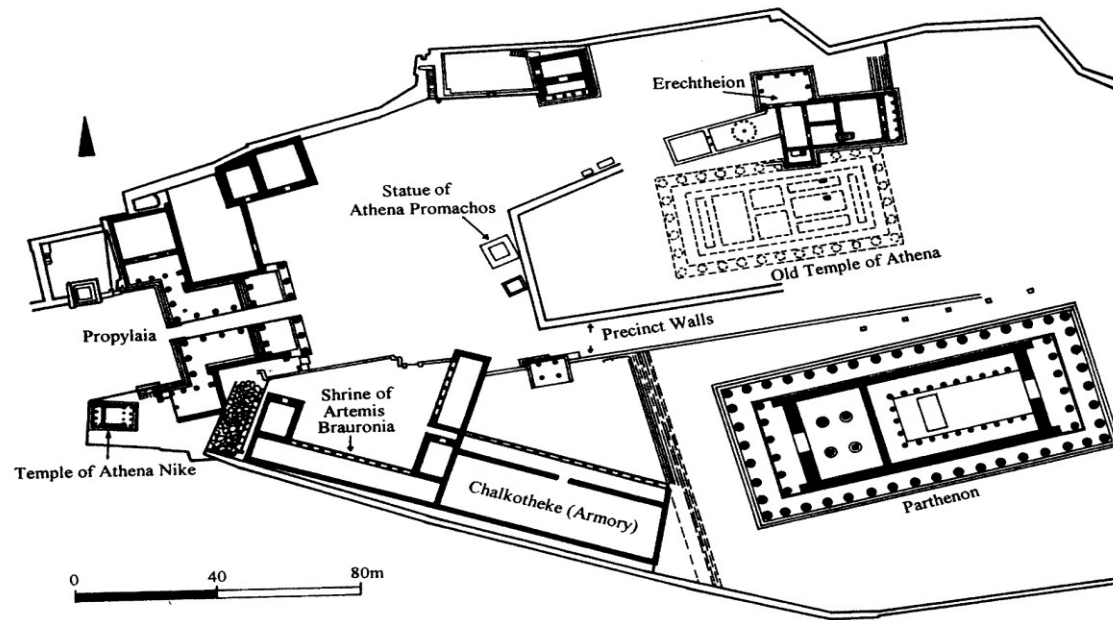 Erechtheion
Statue of
Athena Promachos
Old Temple of Athena
Propylaia
Precinct Walls
Shrine of
Artemis
Brauronia
Temple of Athena Nike
Chalkotheke (Armory)
Parthenon
0 40 80m